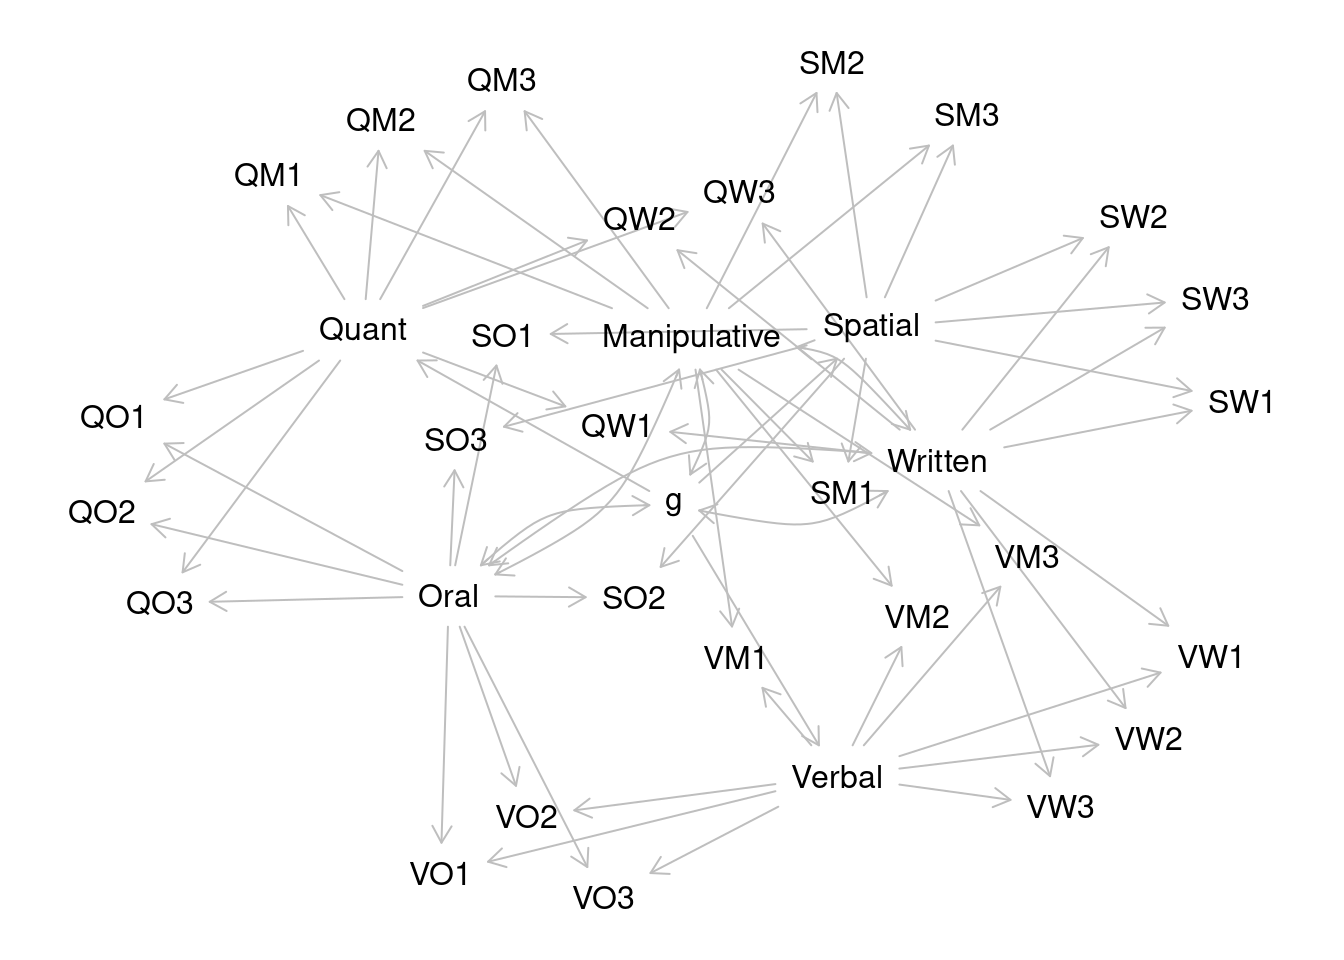 SM2
QM3
SM3
QM2
QM1
QW3
SW2
QW2
SW3
Spatial
Quant
SO1
Manipulative
SW1
QO1
QW1
SO3
Written
SM1
g
QO2
VM3
Oral
SO2
QO3
VM2
VW1
VM1
VW2
Verbal
VW3
VO2
VO1
VO3